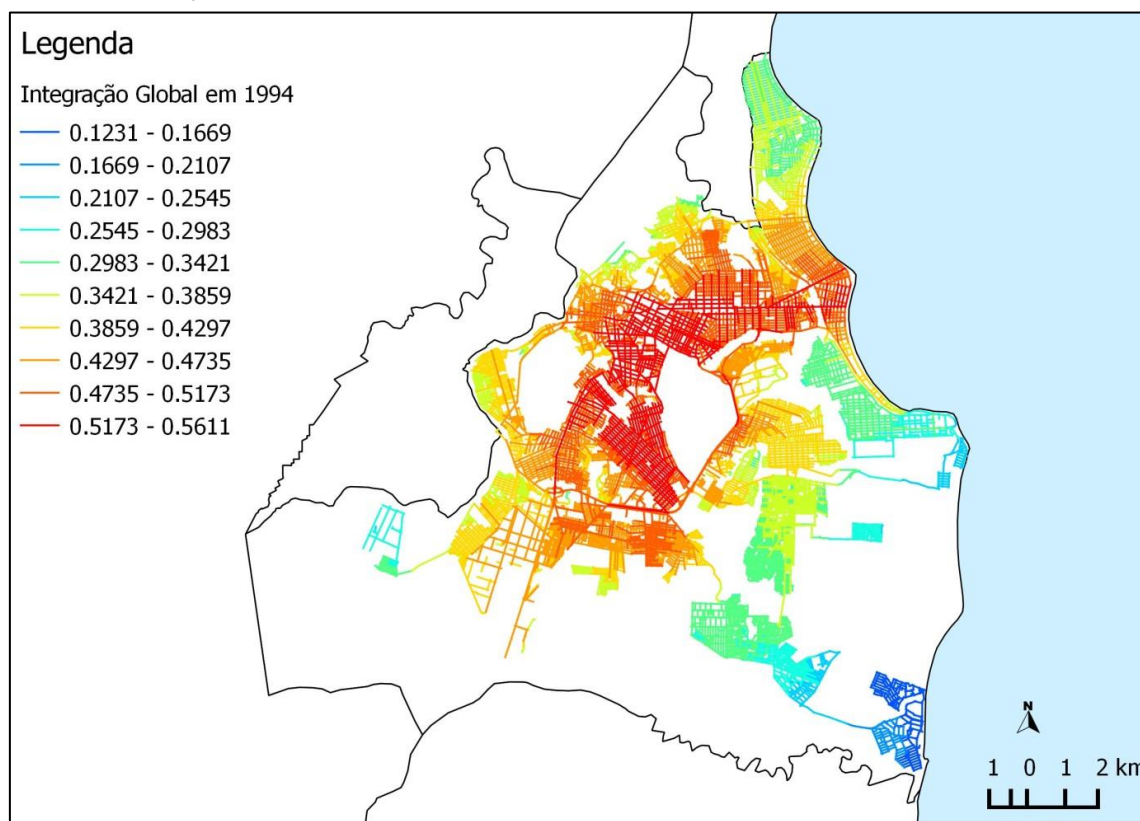 Legenda
Integração Global em 1994
0.1231 - 0.1669
0.1669 - 0.2107
0.2107 - 0.2545
0.2545 - 0.2983
0.2983 - 0.3421
0.3421 - 0.3859
0.3859 - 0.4297
0.4297 - 0.4735
0.4735 - 0.5173
0.5173 - 0.5611
N
1 0 1 2 km